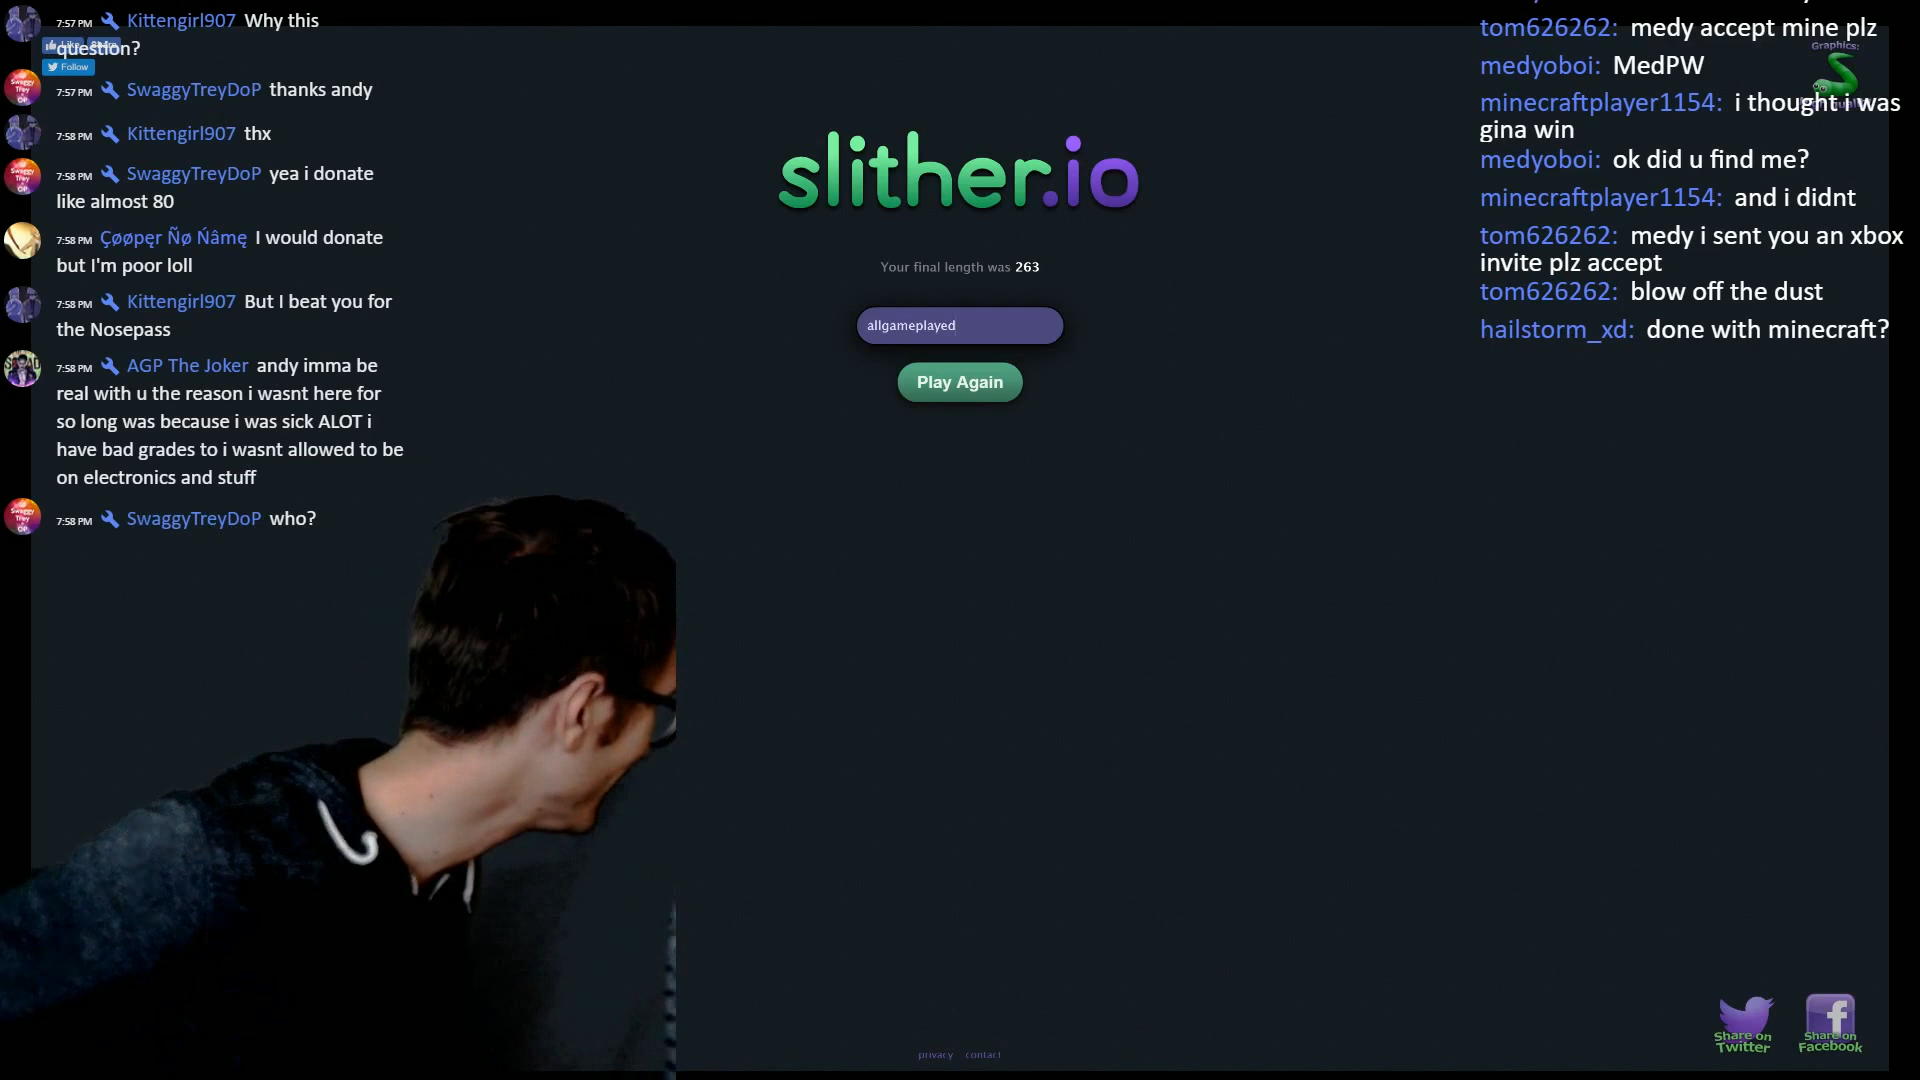 7:57 PM Kittengirl907 Why this
question?
Like Share
Follow
7:57 PM SwaggyTreyDoP thanks andy
7:58 PM Kittengirl907 thx
7:58 PM SwaggyTreyDoP yea i donate
like almost 80
7:58 PM Çøøpęr Ñø Ńâmę I would donate
but I'm poor loll
7:58 PM Kittengirl907 But I beat you for
the Nosepass
7:58 PM AGP The Joker andy imma be
real with u the reason i wasnt here for
so long was because i was sick ALOT i
have bad grades to i wasnt allowed to be
on electronics and stuff
7:58 PM SwaggyTreyDoP who?
Swaggy
Trey
OP
slither.io
Your final length was 263
allgameplayed
Play Again
privacy contact
tom626262: medy accept mine plz
Graphics:
medyoboi: MedPW
minecraftplayer1154: i thought i was
gina win
medyoboi: ok did u find me?
minecraftplayer1154: and i didnt
tom626262: medy i sent you an xbox
invite plz accept
tom626262: blow off the dust
hailstorm_xd: done with minecraft?
Share on
Twitter
Share on
Facebook